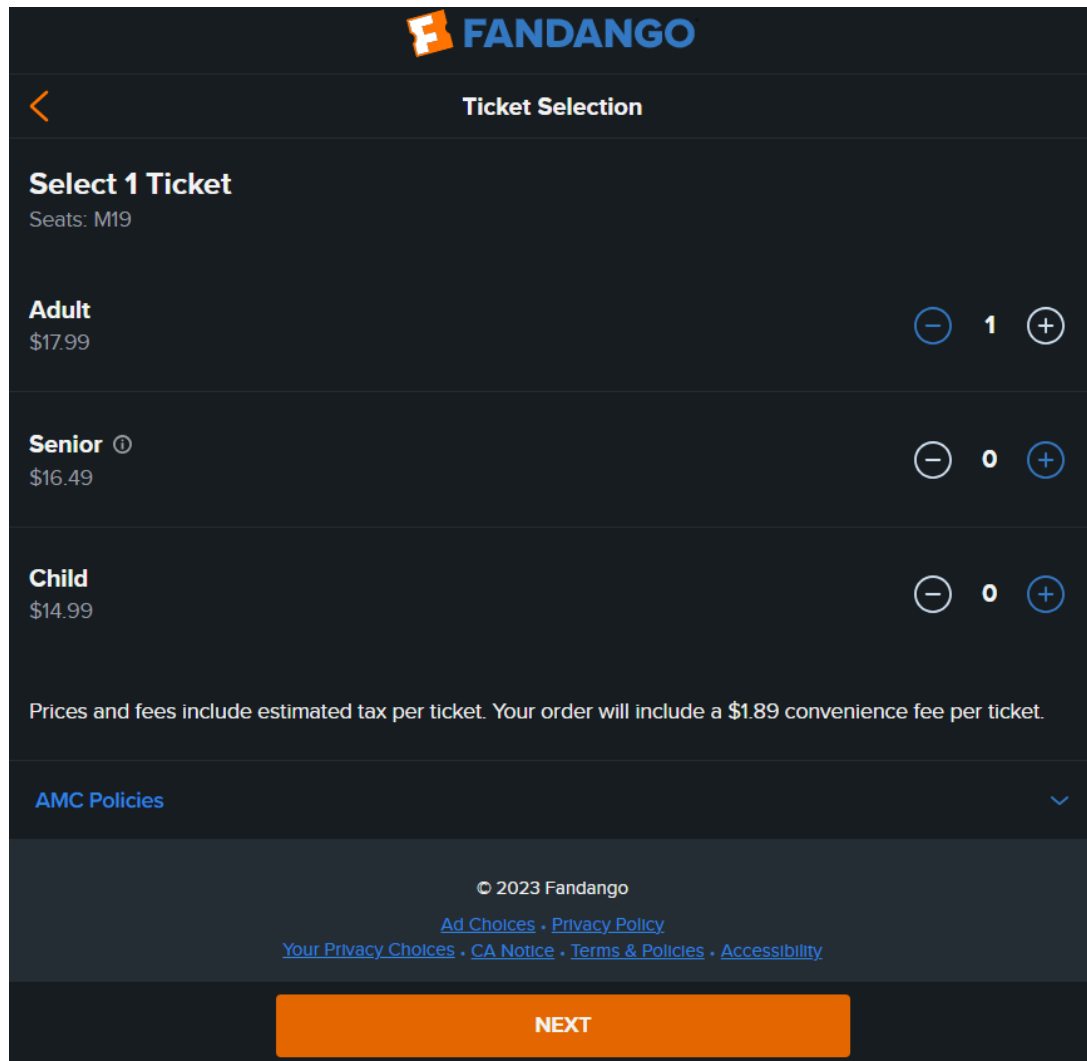 FANDANGO
Ticket Selection
Select 1 Ticket
Seats: M19
Adult
$17.99
1
Senior
$16.49
0
Child
$14.99
0
Prices and fees include estimated tax per ticket. Your order will include a $1.89 convenience fee per ticket.
AMC Policies
© 2023 Fandango
Ad Choices • Privacy Policy
Your Privacy Choices • CA Notice • Terms & Policies • Accessibility
NEXT